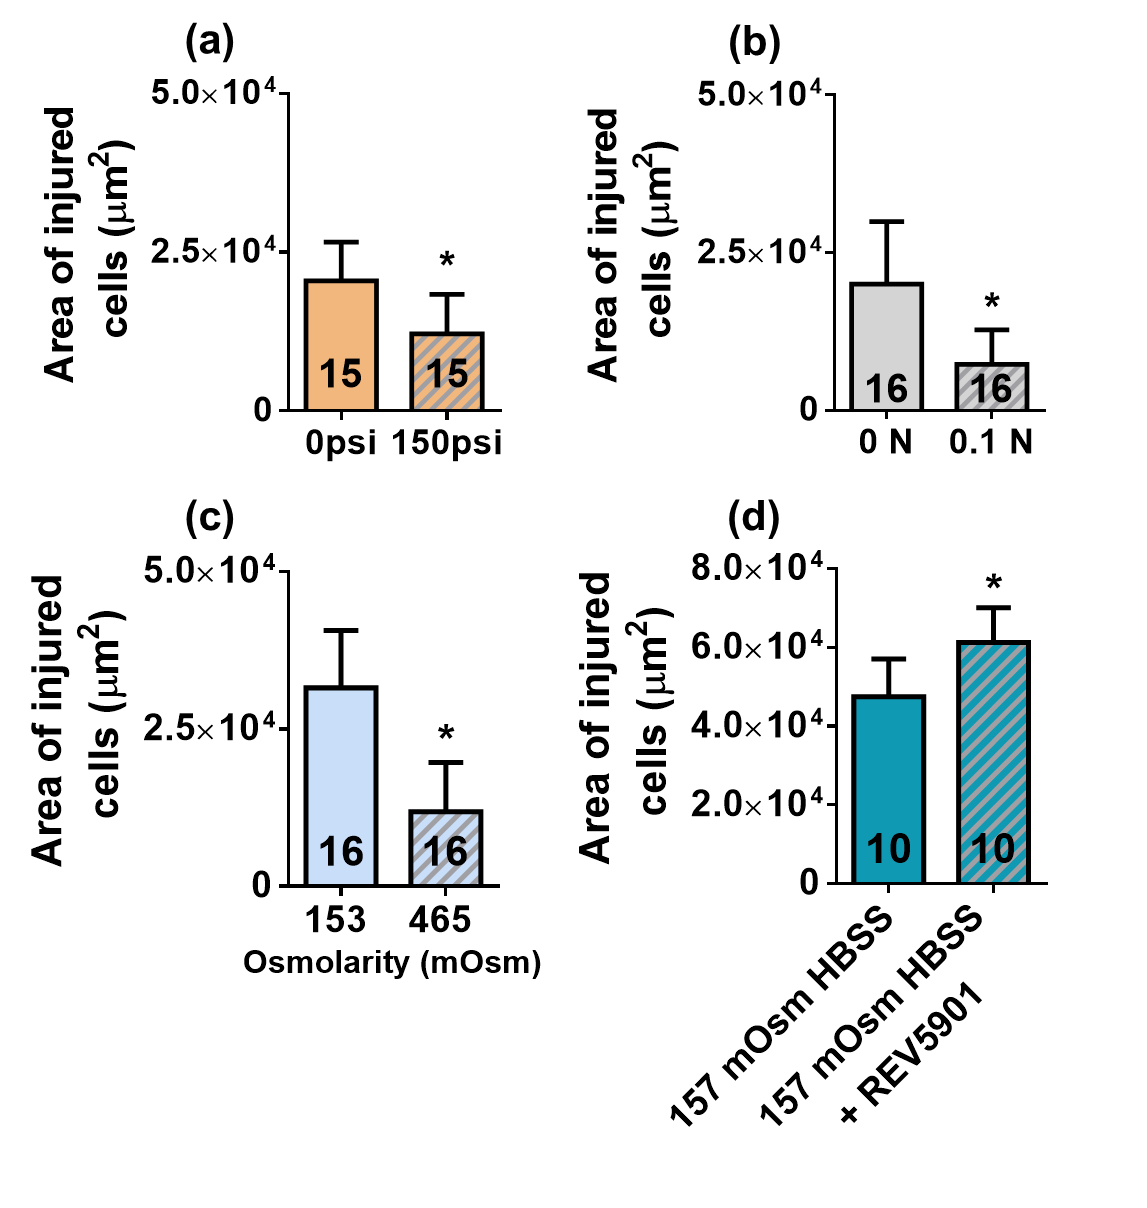 (a)
5.0×10⁴
2.5×10⁴
0
Area of injured
cells (μm²)
*
15
15
0psi 150psi
(b)
5.0×10⁴
2.5×10⁴
0
Area of injured
cells (μm²)
*
16
16
0 N 0.1 N
(c)
5.0×10⁴
2.5×10⁴
0
Area of injured
cells (μm²)
*
16
16
153 465
Osmolarity (mOsm)
(d)
8.0×10⁴
6.0×10⁴
4.0×10⁴
2.0×10⁴
0
Area of injured
cells (μm²)
*
10
10
157 mOsm HBSS
157 mOsm HBSS
+ REV5901